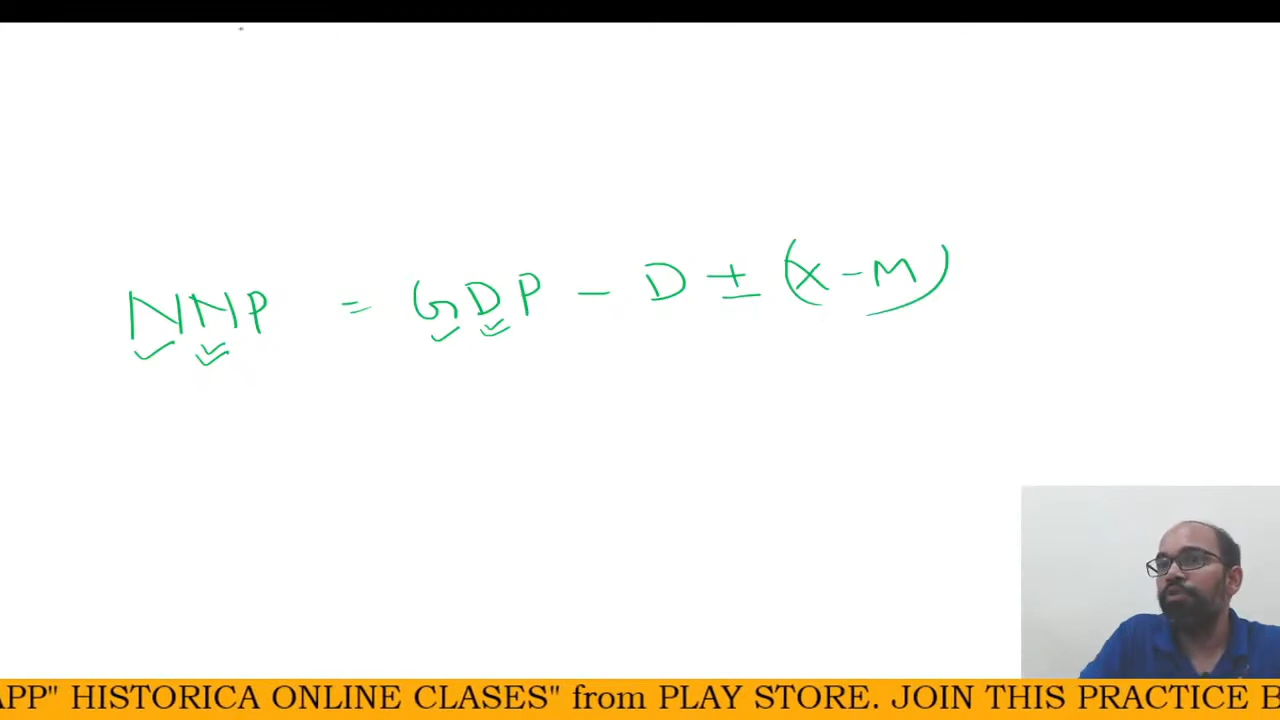 NNP = GDP - D ± (X-M)
APP" HISTORICA ONLINE CLASES" from PLAY STORE. JOIN THIS PRACTICE B